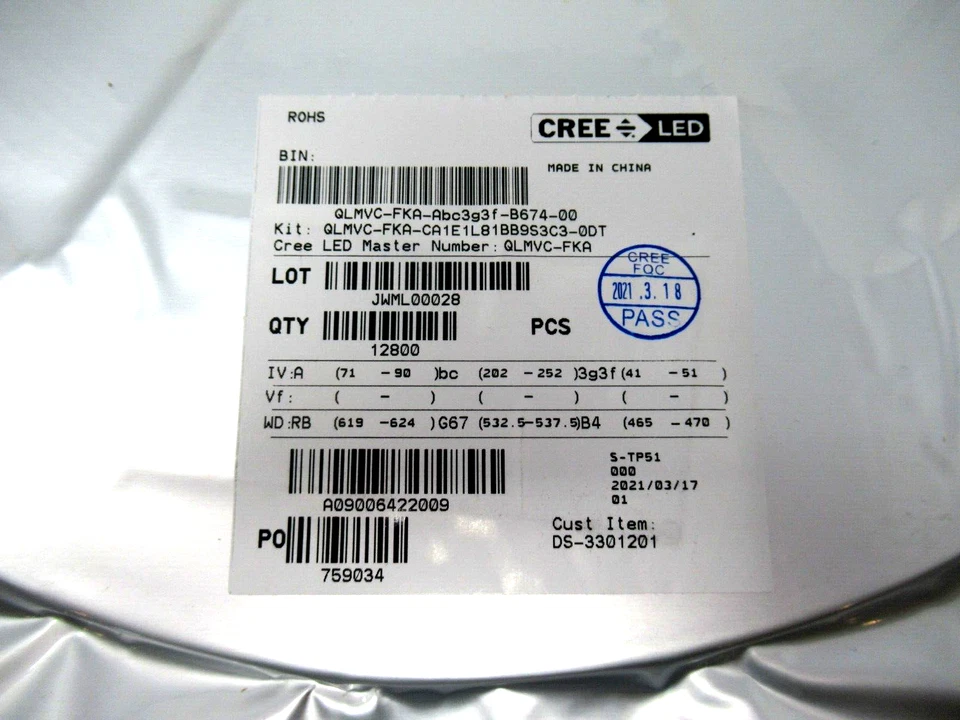 ROHS
CREE LED
BIN:
MADE IN CHINA
QLMVC-FKA-Abc3g3f-B674-00
Kit: QLMVC-FKA-CA1E1L81BB9S3C3-0DT
Cree LED Master Number: QLMVC-FKA
CREE
FQC
2021 .3. 18
PASS
LOT
JWML00028
QTY PCS
12800
IV:A (71 - 90 )bc (202 - 252 )3g3f (41 - 51 )
Vf: ( - ) ( - ) ( - )
WD:RB (619 -624 )G67 (532.5-537.5)B4 (465 - 470 )
A09006422009
S-TP51
000
2021/03/17
01
Cust Item:
DS-3301201
PO
759034